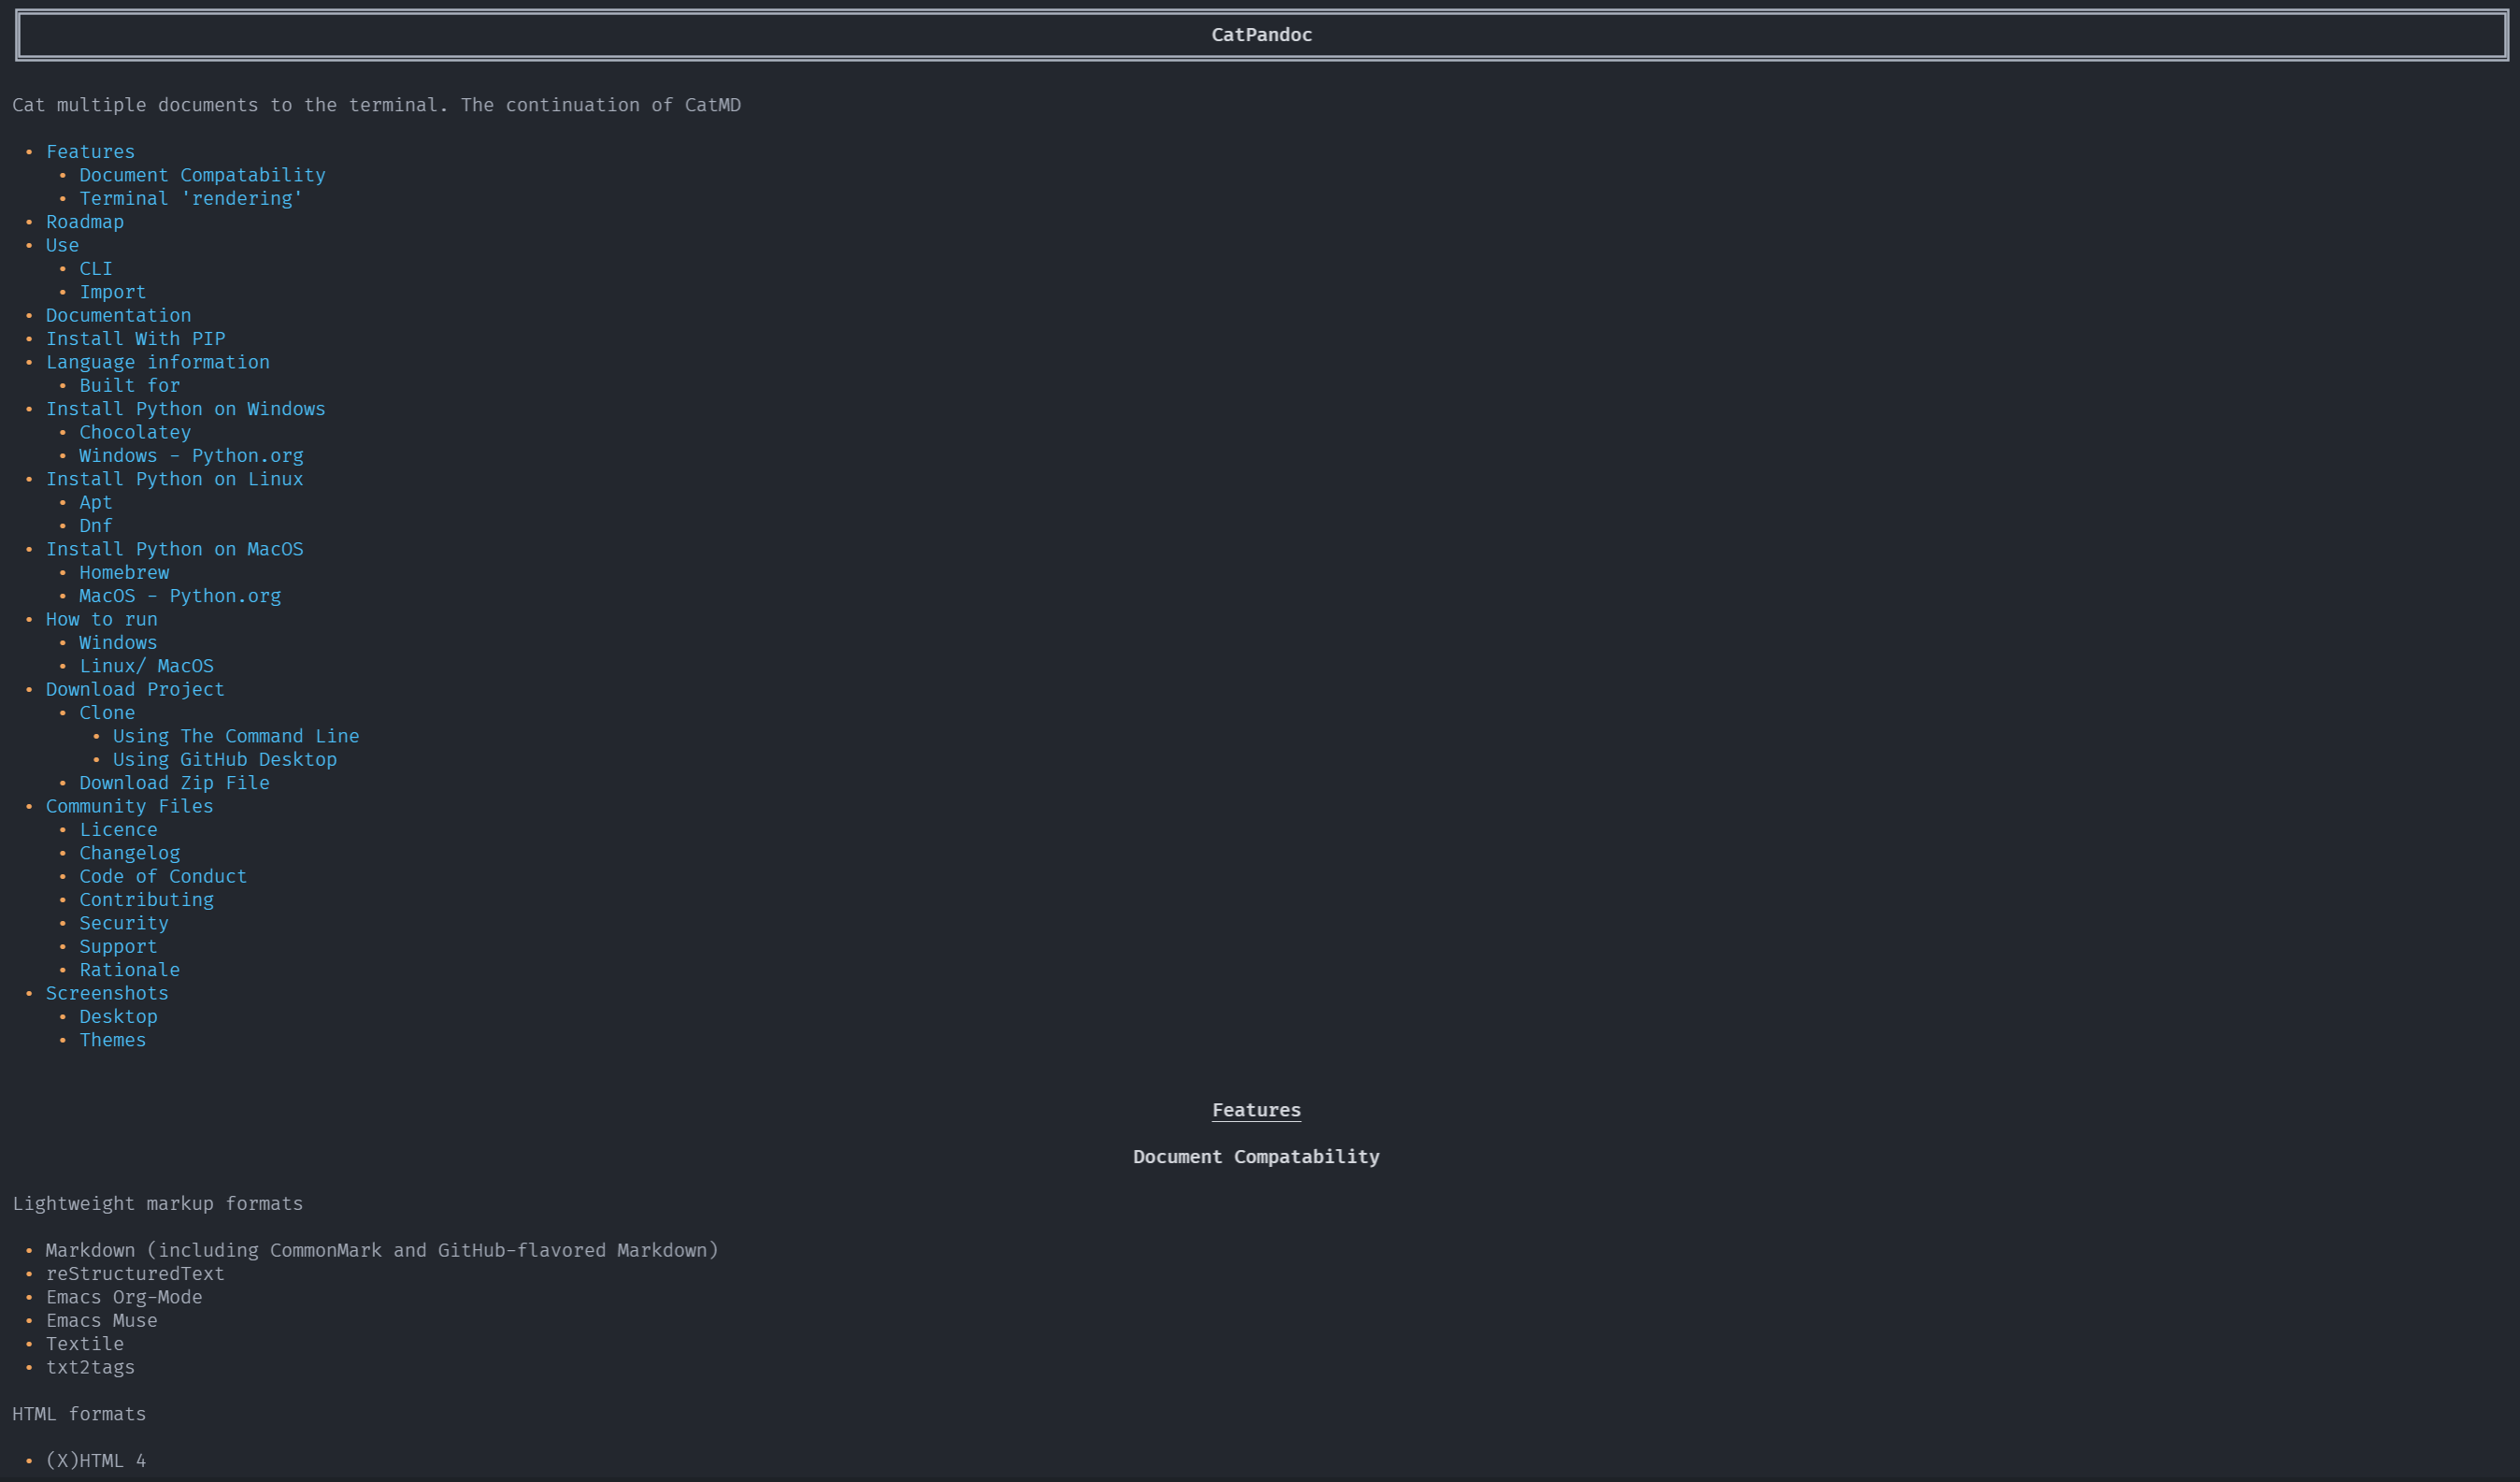 CatPandoc
Cat multiple documents to the terminal. The continuation of CatMD
• Features
• Document Compatability
• Terminal 'rendering'
• Roadmap
• Use
• CLI
• Import
• Documentation
• Install With PIP
• Language information
• Built for
• Install Python on Windows
• Chocolatey
• Windows - Python.org
• Install Python on Linux
• Apt
• Dnf
• Install Python on MacOS
• Homebrew
• MacOS - Python.org
• How to run
• Windows
• Linux/ MacOS
• Download Project
• Clone
• Using The Command Line
• Using GitHub Desktop
• Download Zip File
• Community Files
• Licence
• Changelog
• Code of Conduct
• Contributing
• Security
• Support
• Rationale
• Screenshots
• Desktop
• Themes
Features
Document Compatability
Lightweight markup formats
• Markdown (including CommonMark and GitHub-flavored Markdown)
• reStructuredText
• Emacs Org-Mode
• Emacs Muse
• Textile
• txt2tags
HTML formats
• (X)HTML 4